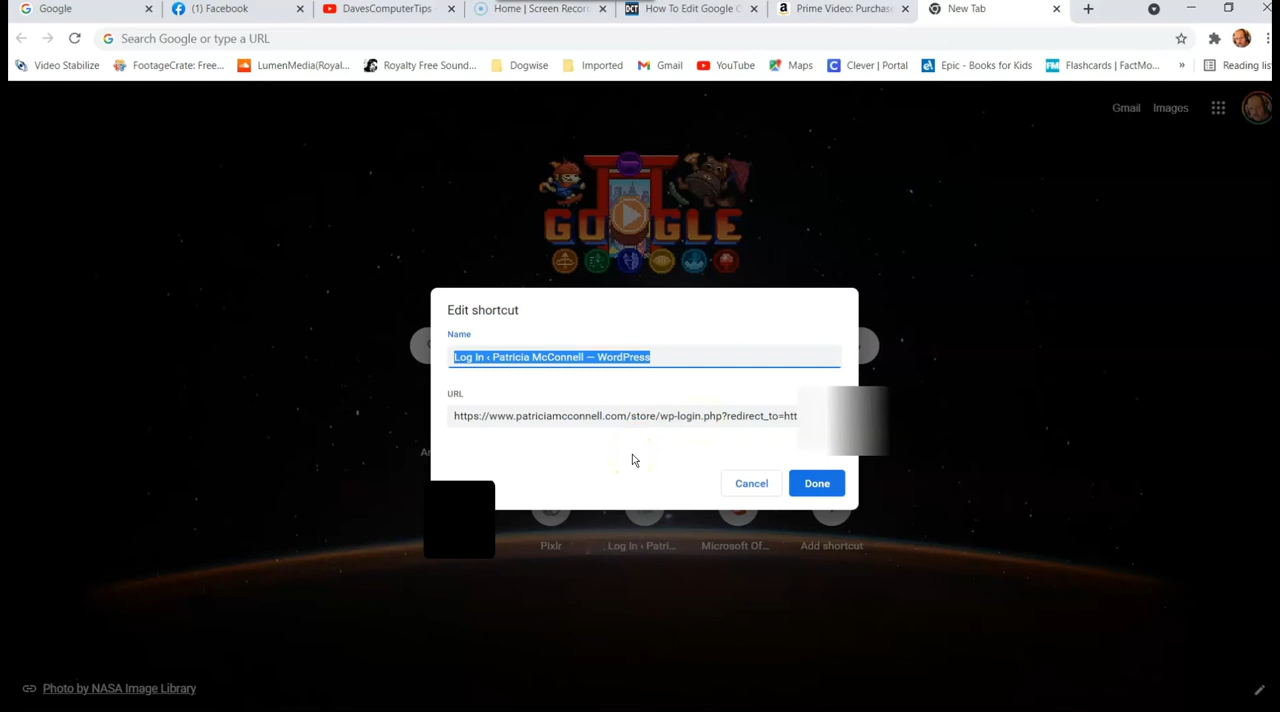 Google
(1) Facebook
DavesComputerTips -
Home | Screen Recor
DCT How To Edit Google C
Prime Video: Purchase
New Tab
Search Google or type a URL
Video Stabilize
FootageCrate: Free...
LumenMedia(Royal...
Royalty Free Sound...
Dogwise
Imported
Gmail
YouTube
Maps
Clever | Portal
Epic - Books for Kids
FM Flashcards | FactMo...
»
Reading list
Gmail
Images
GOOGLE
Edit shortcut
Name
Log In ‹ Patricia McConnell — WordPress
URL
https://www.patriciamcconnell.com/store/wp-login.php?redirect_to=htt
Cancel
Done
Pixlr
Log In ‹ Patri...
Microsoft Of...
Add shortcut
Photo by NASA Image Library